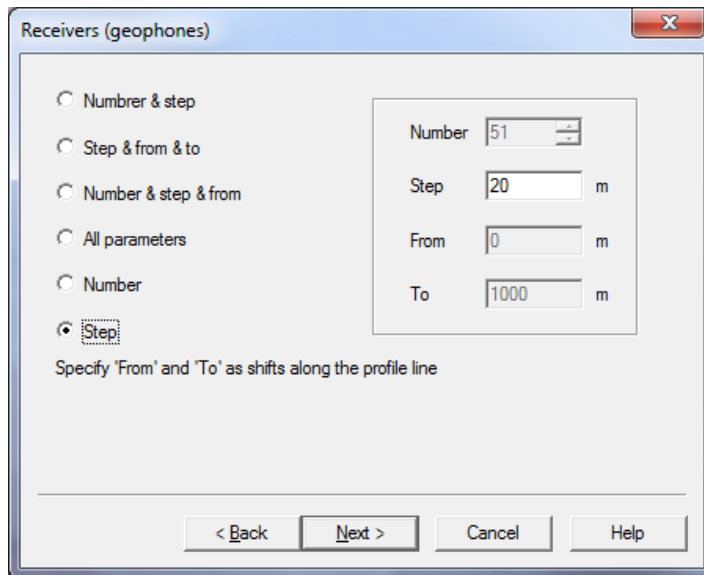 Receivers (geophones)
Numbrer & step
Step & from & to
Number & step & from
All parameters
Number
Step
Number 51
Step 20 m
From 0 m
To 1000 m
Specify 'From' and 'To' as shifts along the profile line
< Back
Next >
Cancel
Help